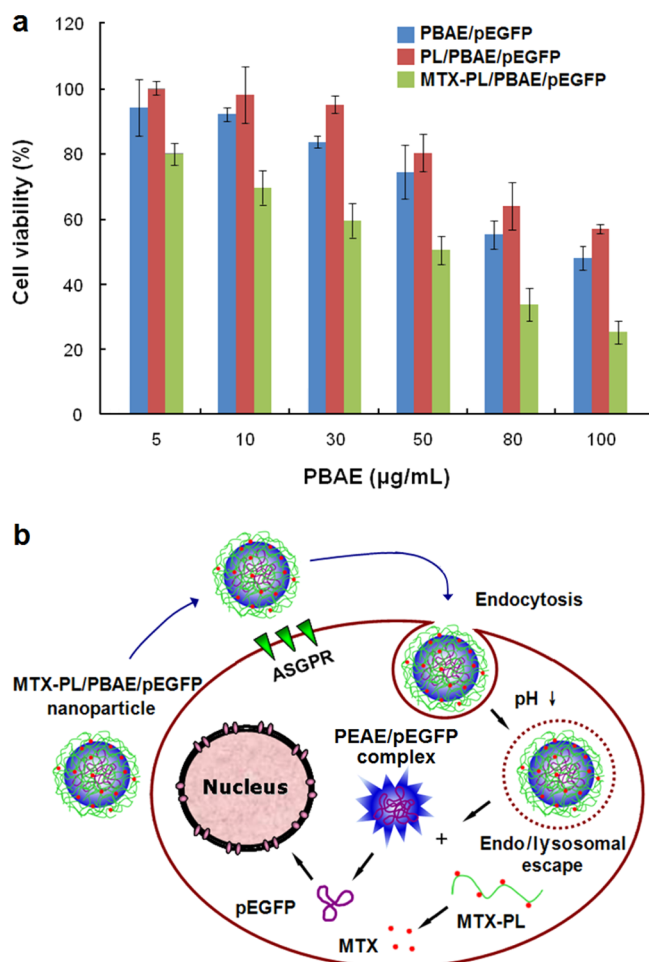 a
PBAE/pEGFP
PL/PBAE/pEGFP
MTX-PL/PBAE/pEGFP
Cell viability (%)
120
100
80
60
40
20
0
5 10 30 50 80 100
PBAE (µg/mL)
b
Endocytosis
ASGPR
MTX-PL/PBAE/pEGFP
nanoparticle
pH ↓
PEAE/pEGFP
complex
Nucleus
+
Endo/lysosomal
escape
pEGFP
MTX-PL
MTX